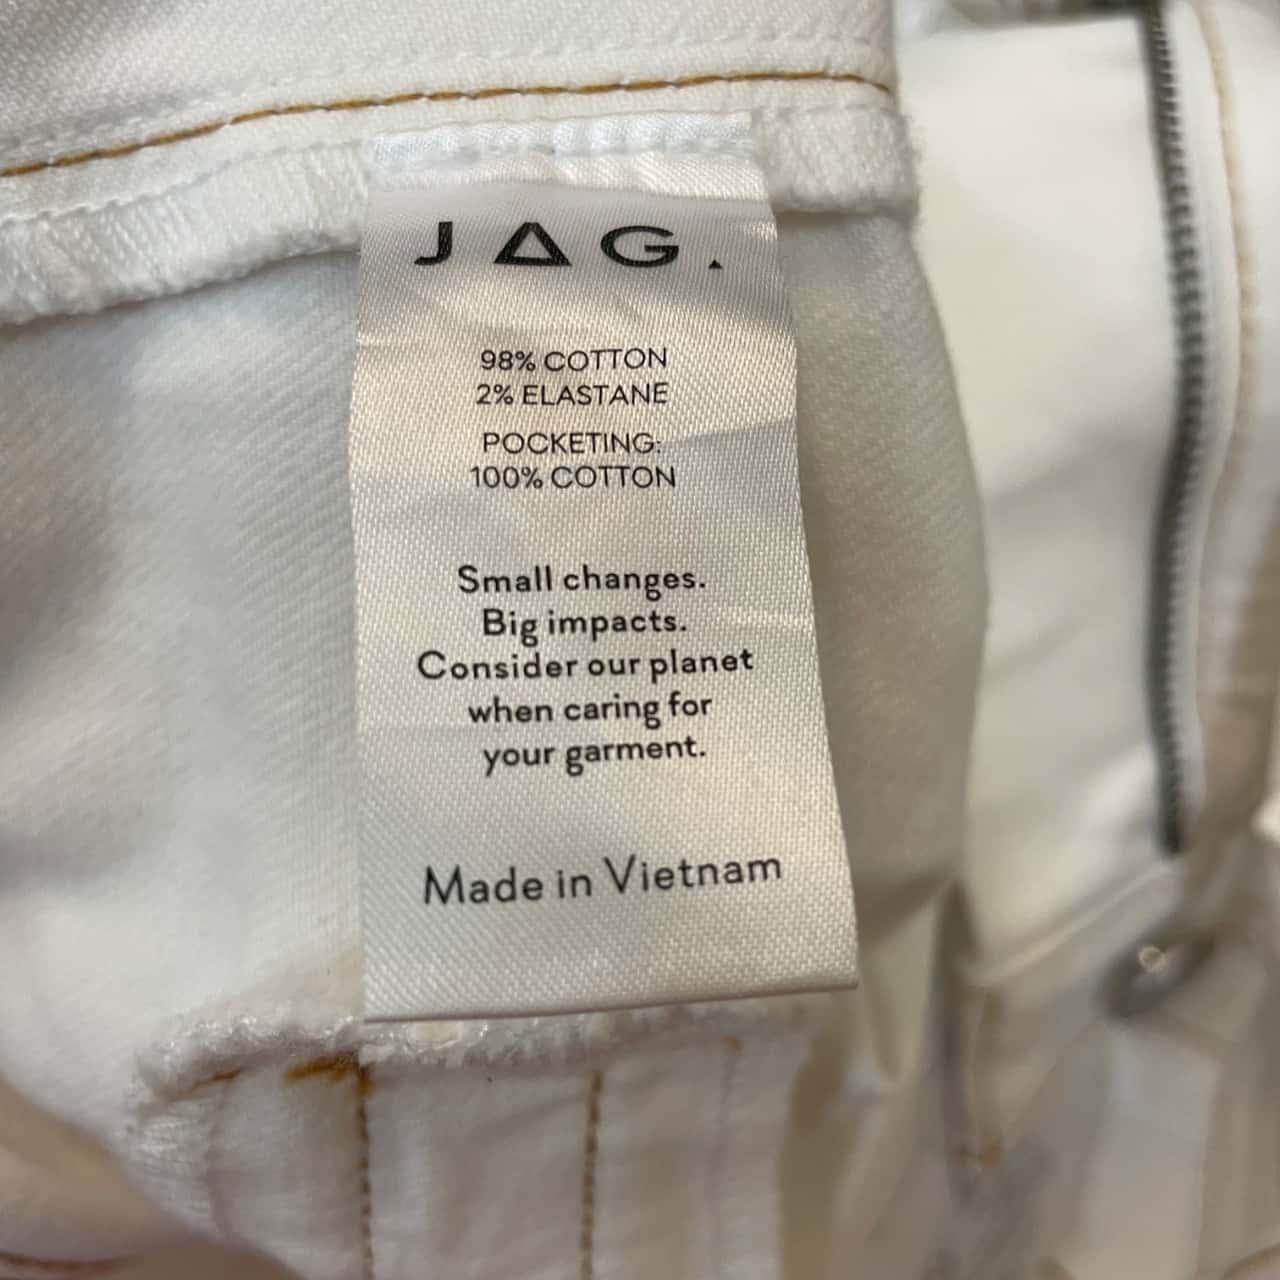 JAG.
98% COTTON
2% ELASTANE
POCKETING:
100% COTTON
Small changes.
Big impacts.
Consider our planet
when caring for
your garment.
Made in Vietnam